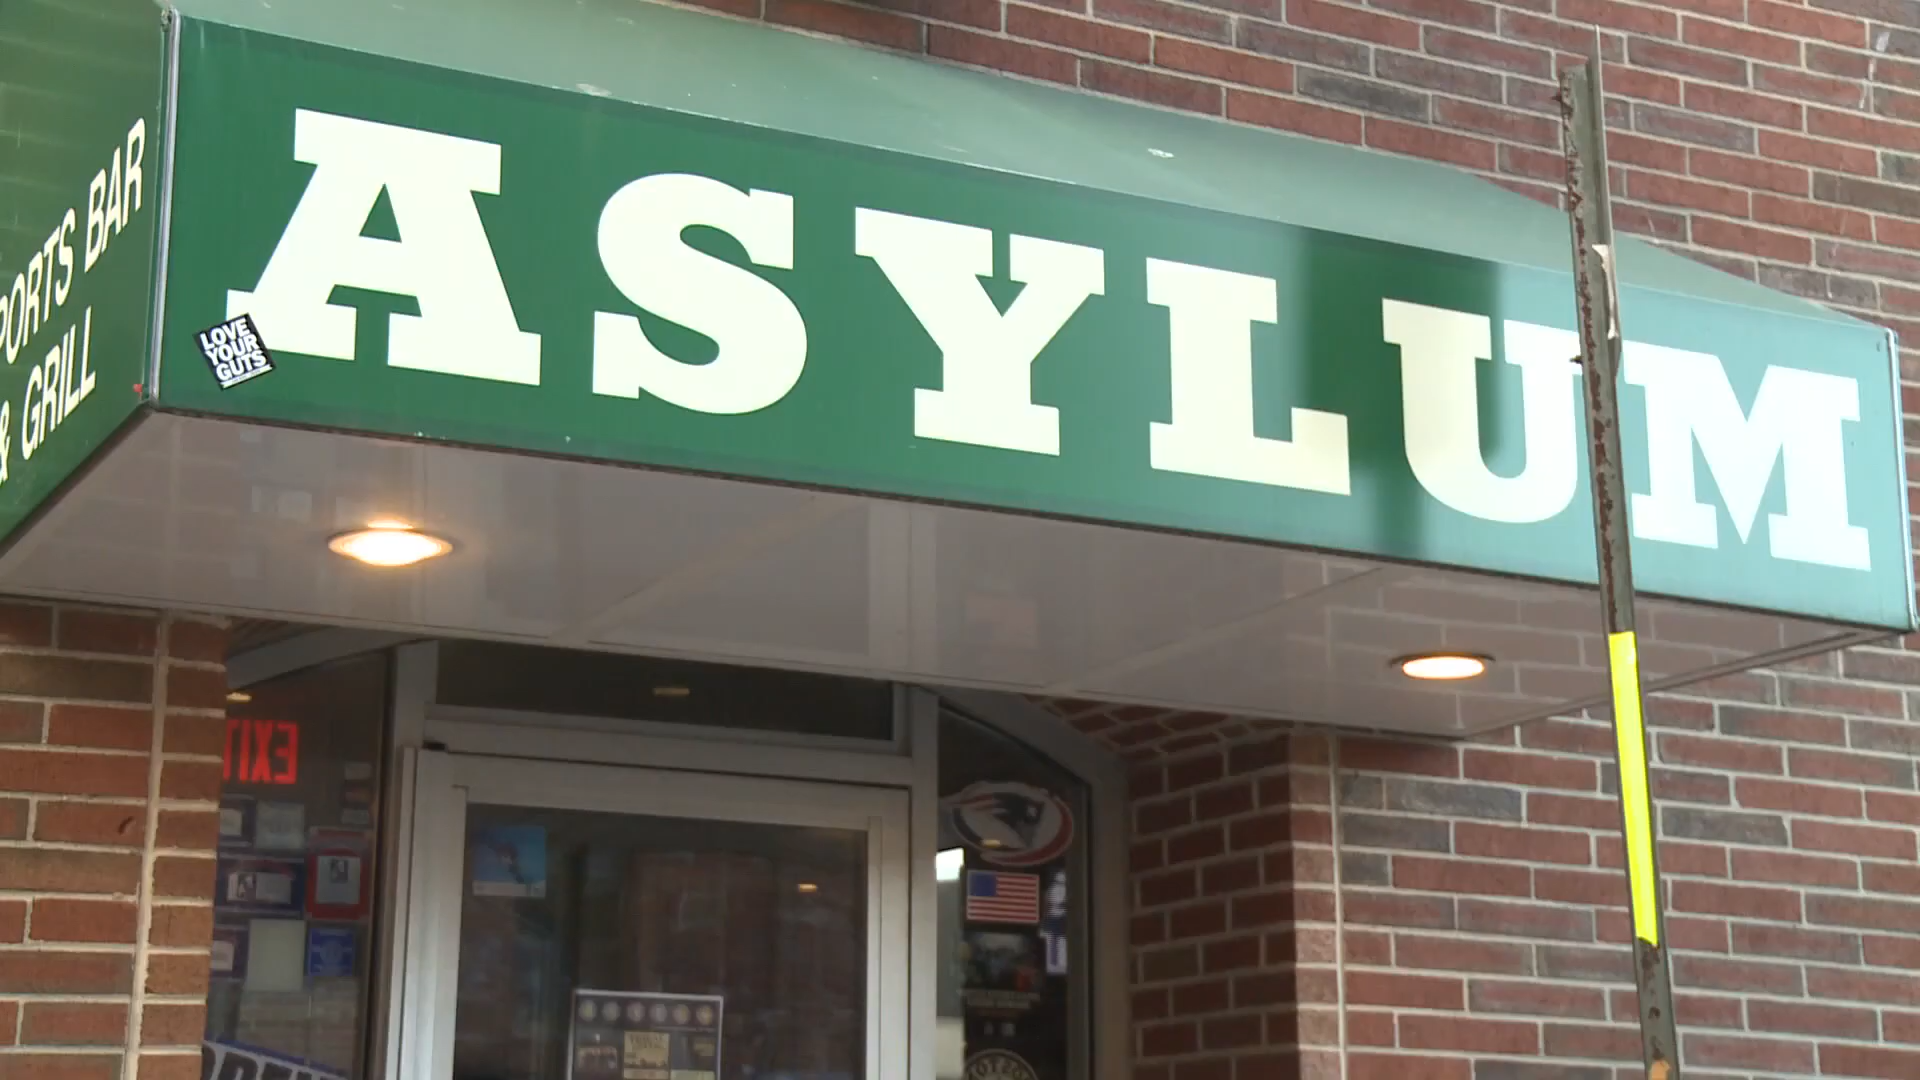 ASYLUM
PORTS BAR
& GRILL
LOVE
YOUR
GUTS
EXIT